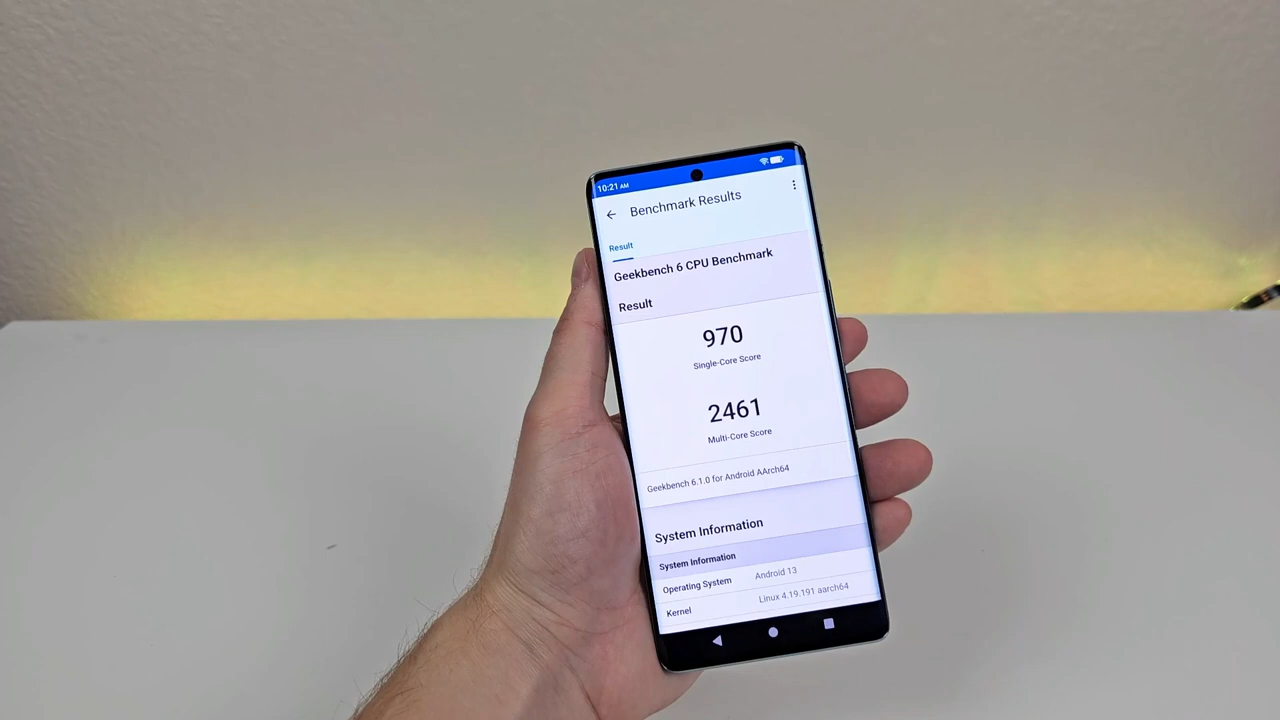 10:21 AM
Benchmark Results
Result
Geekbench 6 CPU Benchmark
Result
970
Single-Core Score
2461
Multi-Core Score
Geekbench 6.1.0 for Android AArch64
System Information
System Information
Operating System Android 13
Kernel Linux 4.19.191 aarch64